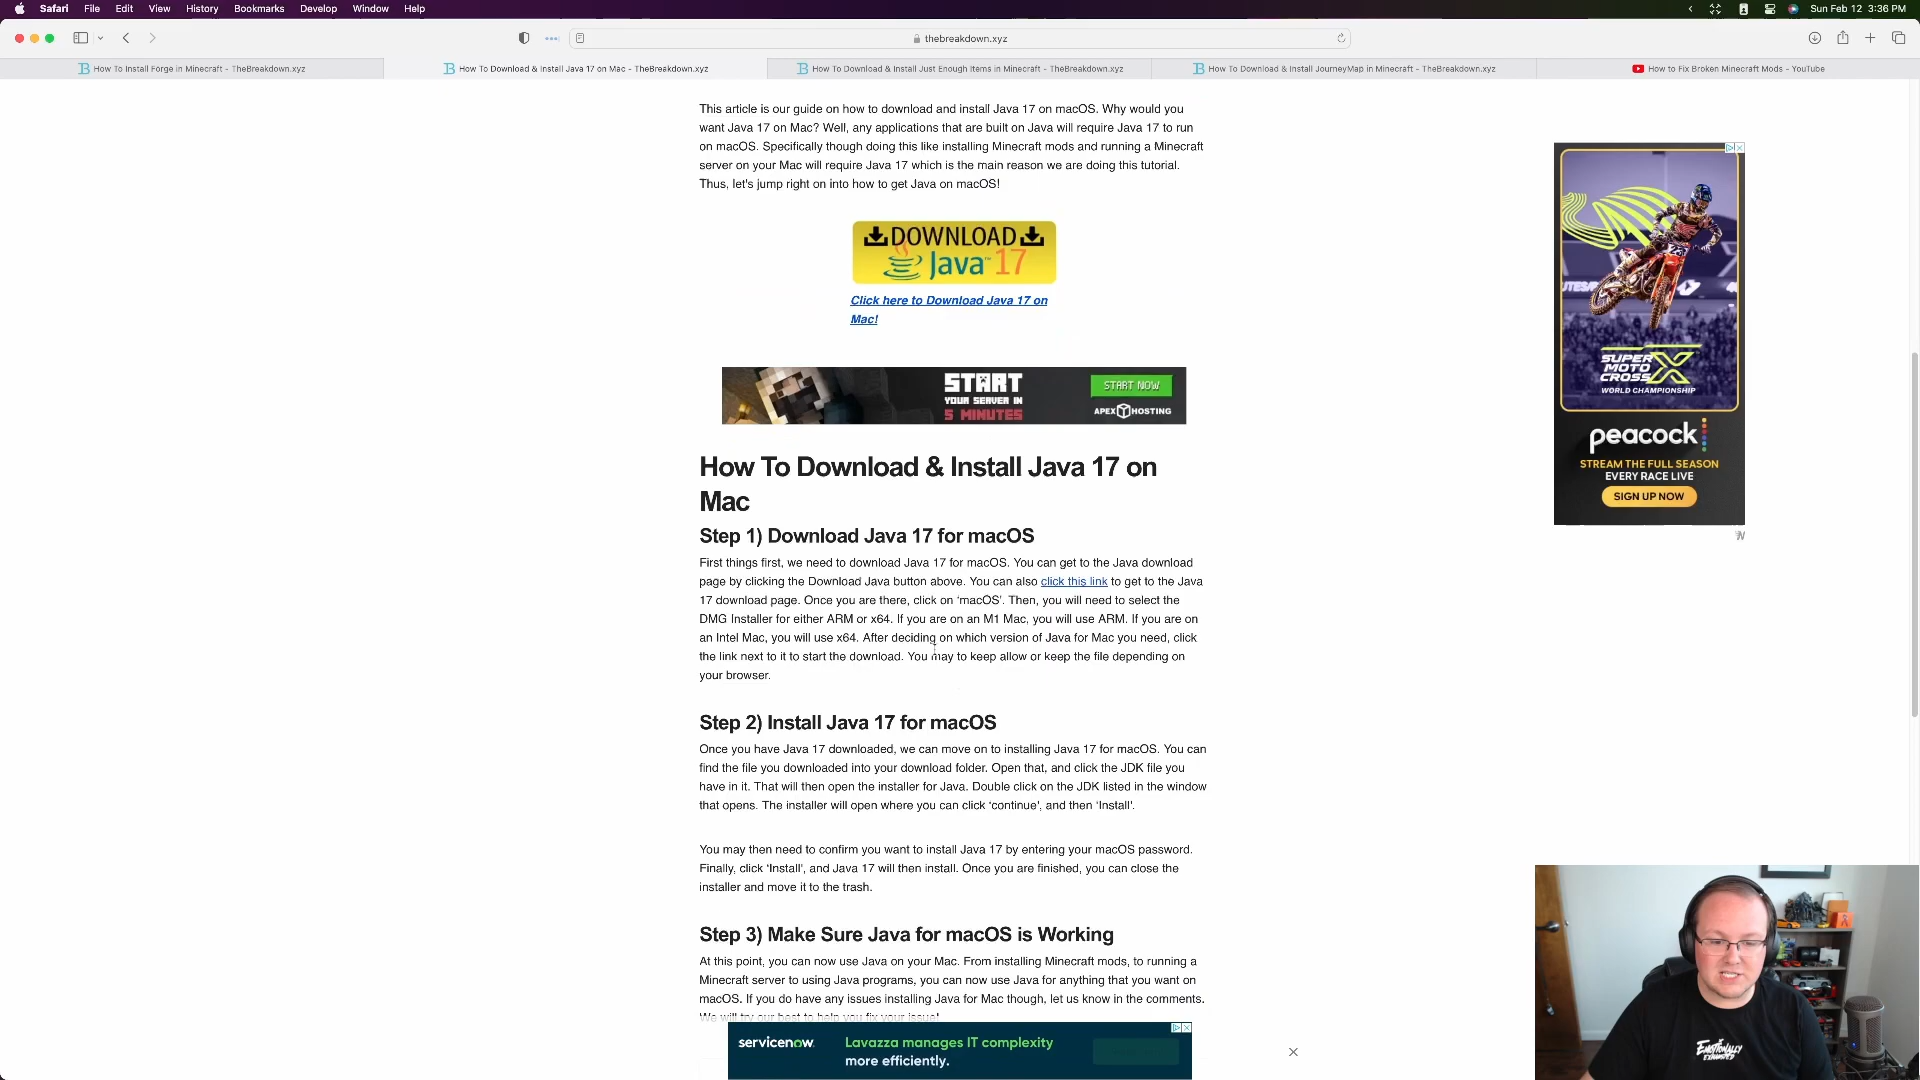 Safari File Edit View History Bookmarks Develop Window Help
Sun Feb 12 3:36 PM
thebreakdown.xyz
How To Install Forge in Minecraft - TheBreakdown.xyz
How To Download & Install Java 17 on Mac - TheBreakdown.xyz
How To Download & Install Just Enough Items in Minecraft - TheBreakdown.xyz
How To Download & Install JourneyMap in Minecraft - TheBreakdown.xyz
How to Fix Broken Minecraft Mods - YouTube
This article is our guide on how to download and install Java 17 on macOS. Why would you
want Java 17 on Mac? Well, any applications that are built on Java will require Java 17 to run
on macOS. Specifically though doing this like installing Minecraft mods and running a Minecraft
server on your Mac will require Java 17 which is the main reason we are doing this tutorial.
Thus, let's jump right on into how to get Java on macOS!
DOWNLOAD
Java™ 17
Click here to Download Java 17 on
Mac!
START
YOUR SERVER IN
5 MINUTES
START NOW
APEX HOSTING
How To Download & Install Java 17 on
Mac
Step 1) Download Java 17 for macOS
First things first, we need to download Java 17 for macOS. You can get to the Java download
page by clicking the Download Java button above. You can also click this link to get to the Java
17 download page. Once you are there, click on ‘macOS’. Then, you will need to select the
DMG Installer for either ARM or x64. If you are on an M1 Mac, you will use ARM. If you are on
an Intel Mac, you will use x64. After deciding on which version of Java for Mac you need, click
the link next to it to start the download. You may to keep allow or keep the file depending on
your browser.
Step 2) Install Java 17 for macOS
Once you have Java 17 downloaded, we can move on to installing Java 17 for macOS. You can
find the file you downloaded into your download folder. Open that, and click the JDK file you
have in it. That will then open the installer for Java. Double click on the JDK listed in the window
that opens. The installer will open where you can click ‘continue’, and then ‘Install’.
You may then need to confirm you want to install Java 17 by entering your macOS password.
Finally, click ‘Install’, and Java 17 will then install. Once you are finished, you can close the
installer and move it to the trash.
Step 3) Make Sure Java for macOS is Working
At this point, you can now use Java on your Mac. From installing Minecraft mods, to running a
Minecraft server to using Java programs, you can now use Java for anything that you want on
macOS. If you do have any issues installing Java for Mac though, let us know in the comments.
We will try our best to help you fix your issue!
SUPER
MOTO
CROSS
WORLD CHAMPIONSHIP
peacock
STREAM THE FULL SEASON
EVERY RACE LIVE
SIGN UP NOW
servicenow
Lavazza manages IT complexity
more efficiently.
EMOTIONALLY